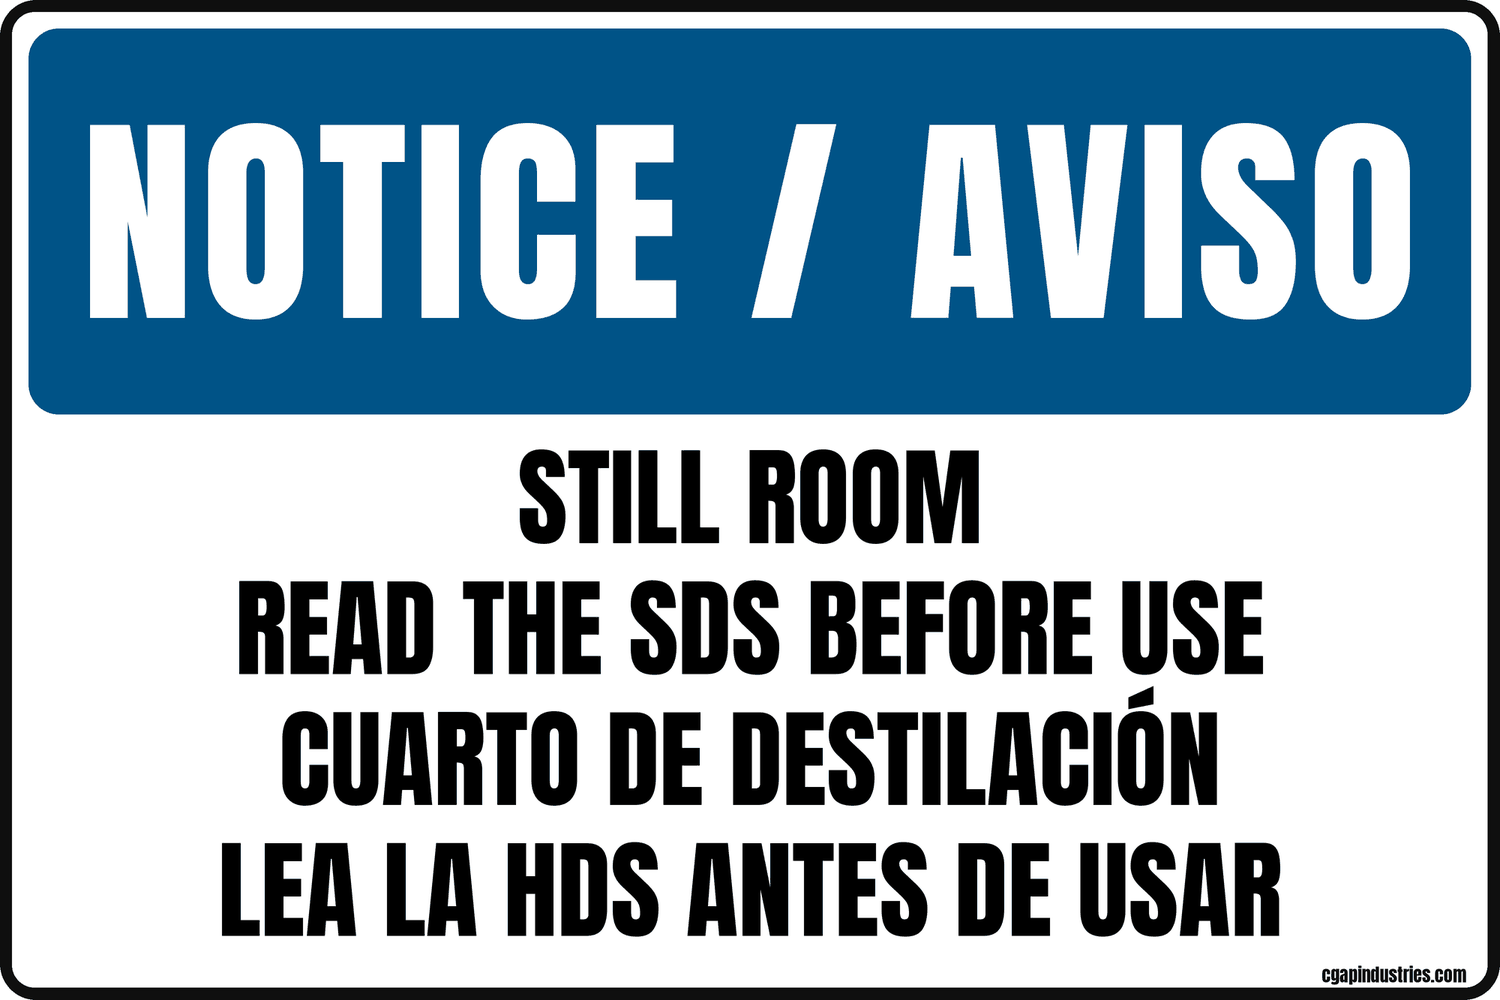 NOTICE / AVISO
STILL ROOM
READ THE SDS BEFORE USE
CUARTO DE DESTILACIÓN
LEA LA HDS ANTES DE USAR
cgapindustries.com